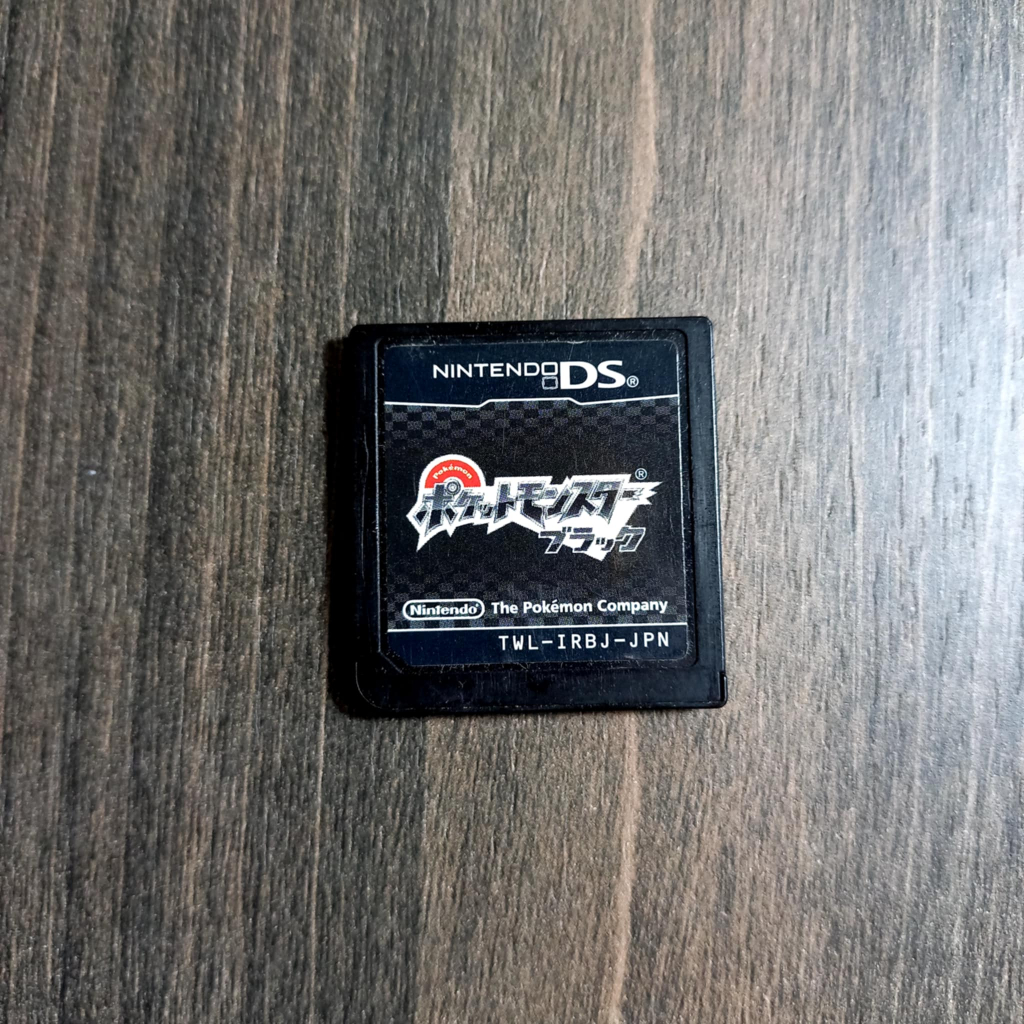 NINTENDO DS®
Pokémon
ポケットモンスター®
ブラック
Nintendo® The Pokémon Company
TWL-IRBJ-JPN